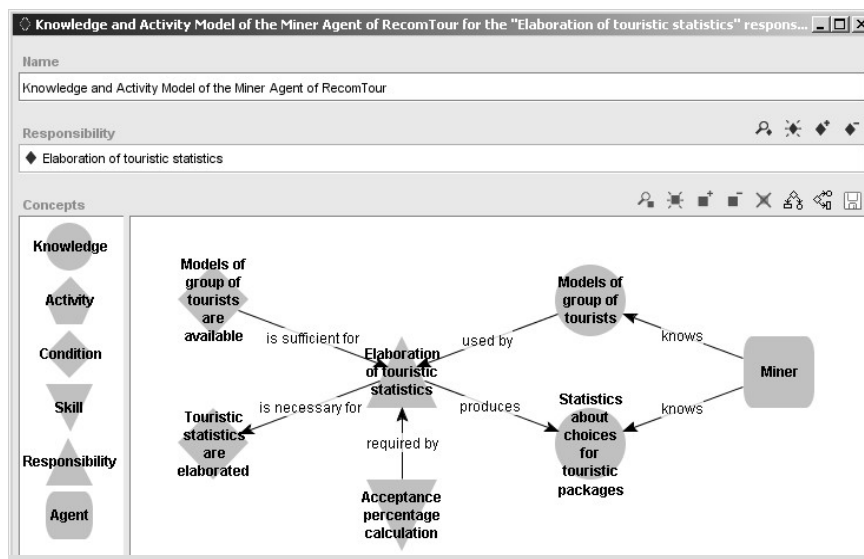 Knowledge and Activity Model of the Miner Agent of RecomTour for the "Elaboration of touristic statistics" respons...
Name
Knowledge and Activity Model of the Miner Agent of RecomTour
Responsibility
Elaboration of touristic statistics
Concepts
Knowledge
Activity
Condition
Skill
Responsibility
Agent
Models of
group of
tourists
are
available
is sufficient for
Elaboration
of touristic
statistics
used by
Models of
group of
tourists
knows
Miner
knows
is necessary for
Touristic
statistics
are
elaborated
produces
Statistics
about
choices
for
touristic
packages
required by
Acceptance
percentage
calculation